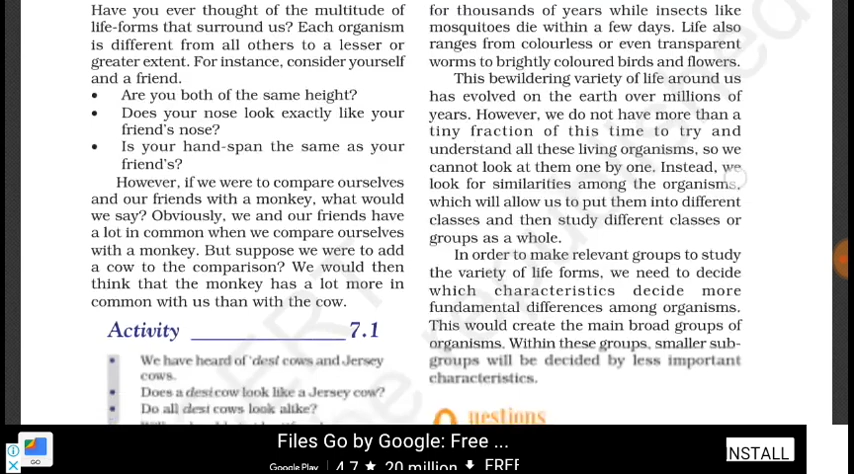 Have you ever thought of the multitude of
life-forms that surround us? Each organism
is different from all others to a lesser or
greater extent. For instance, consider yourself
and a friend.
• Are you both of the same height?
• Does your nose look exactly like your
friend's nose?
• Is your hand-span the same as your
friend's?
However, if we were to compare ourselves
and our friends with a monkey, what would
we say? Obviously, we and our friends have
a lot in common when we compare ourselves
with a monkey. But suppose we were to add
a cow to the comparison? We would then
think that the monkey has a lot more in
common with us than with the cow.
Activity 7.1
• We have heard of 'desi' cows and Jersey
cows.
• Does a desi cow look like a Jersey cow?
• Do all desi cows look alike?
for thousands of years while insects like
mosquitoes die within a few days. Life also
ranges from colourless or even transparent
worms to brightly coloured birds and flowers.
This bewildering variety of life around us
has evolved on the earth over millions of
years. However, we do not have more than a
tiny fraction of this time to try and
understand all these living organisms, so we
cannot look at them one by one. Instead, we
look for similarities among the organisms,
which will allow us to put them into different
classes and then study different classes or
groups as a whole.
In order to make relevant groups to study
the variety of life forms, we need to decide
which characteristics decide more
fundamental differences among organisms.
This would create the main broad groups of
organisms. Within these groups, smaller sub-
groups will be decided by less important
characteristics.
Questions
Files Go by Google: Free ...
INSTALL
GO
Google Play 4.7 ★ 20 million FREE